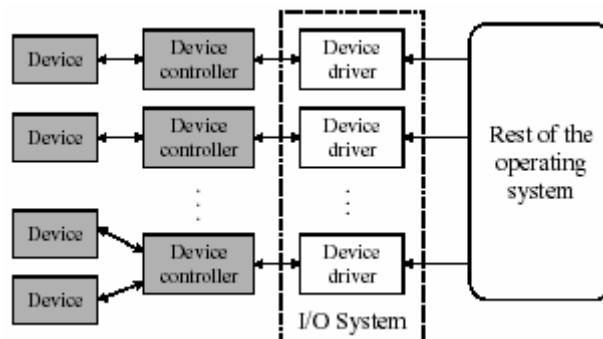 Device
Device
controller
Device
driver
Device
Device
controller
Device
driver
Rest of the
operating
system
Device
Device
Device
controller
Device
driver
I/O System